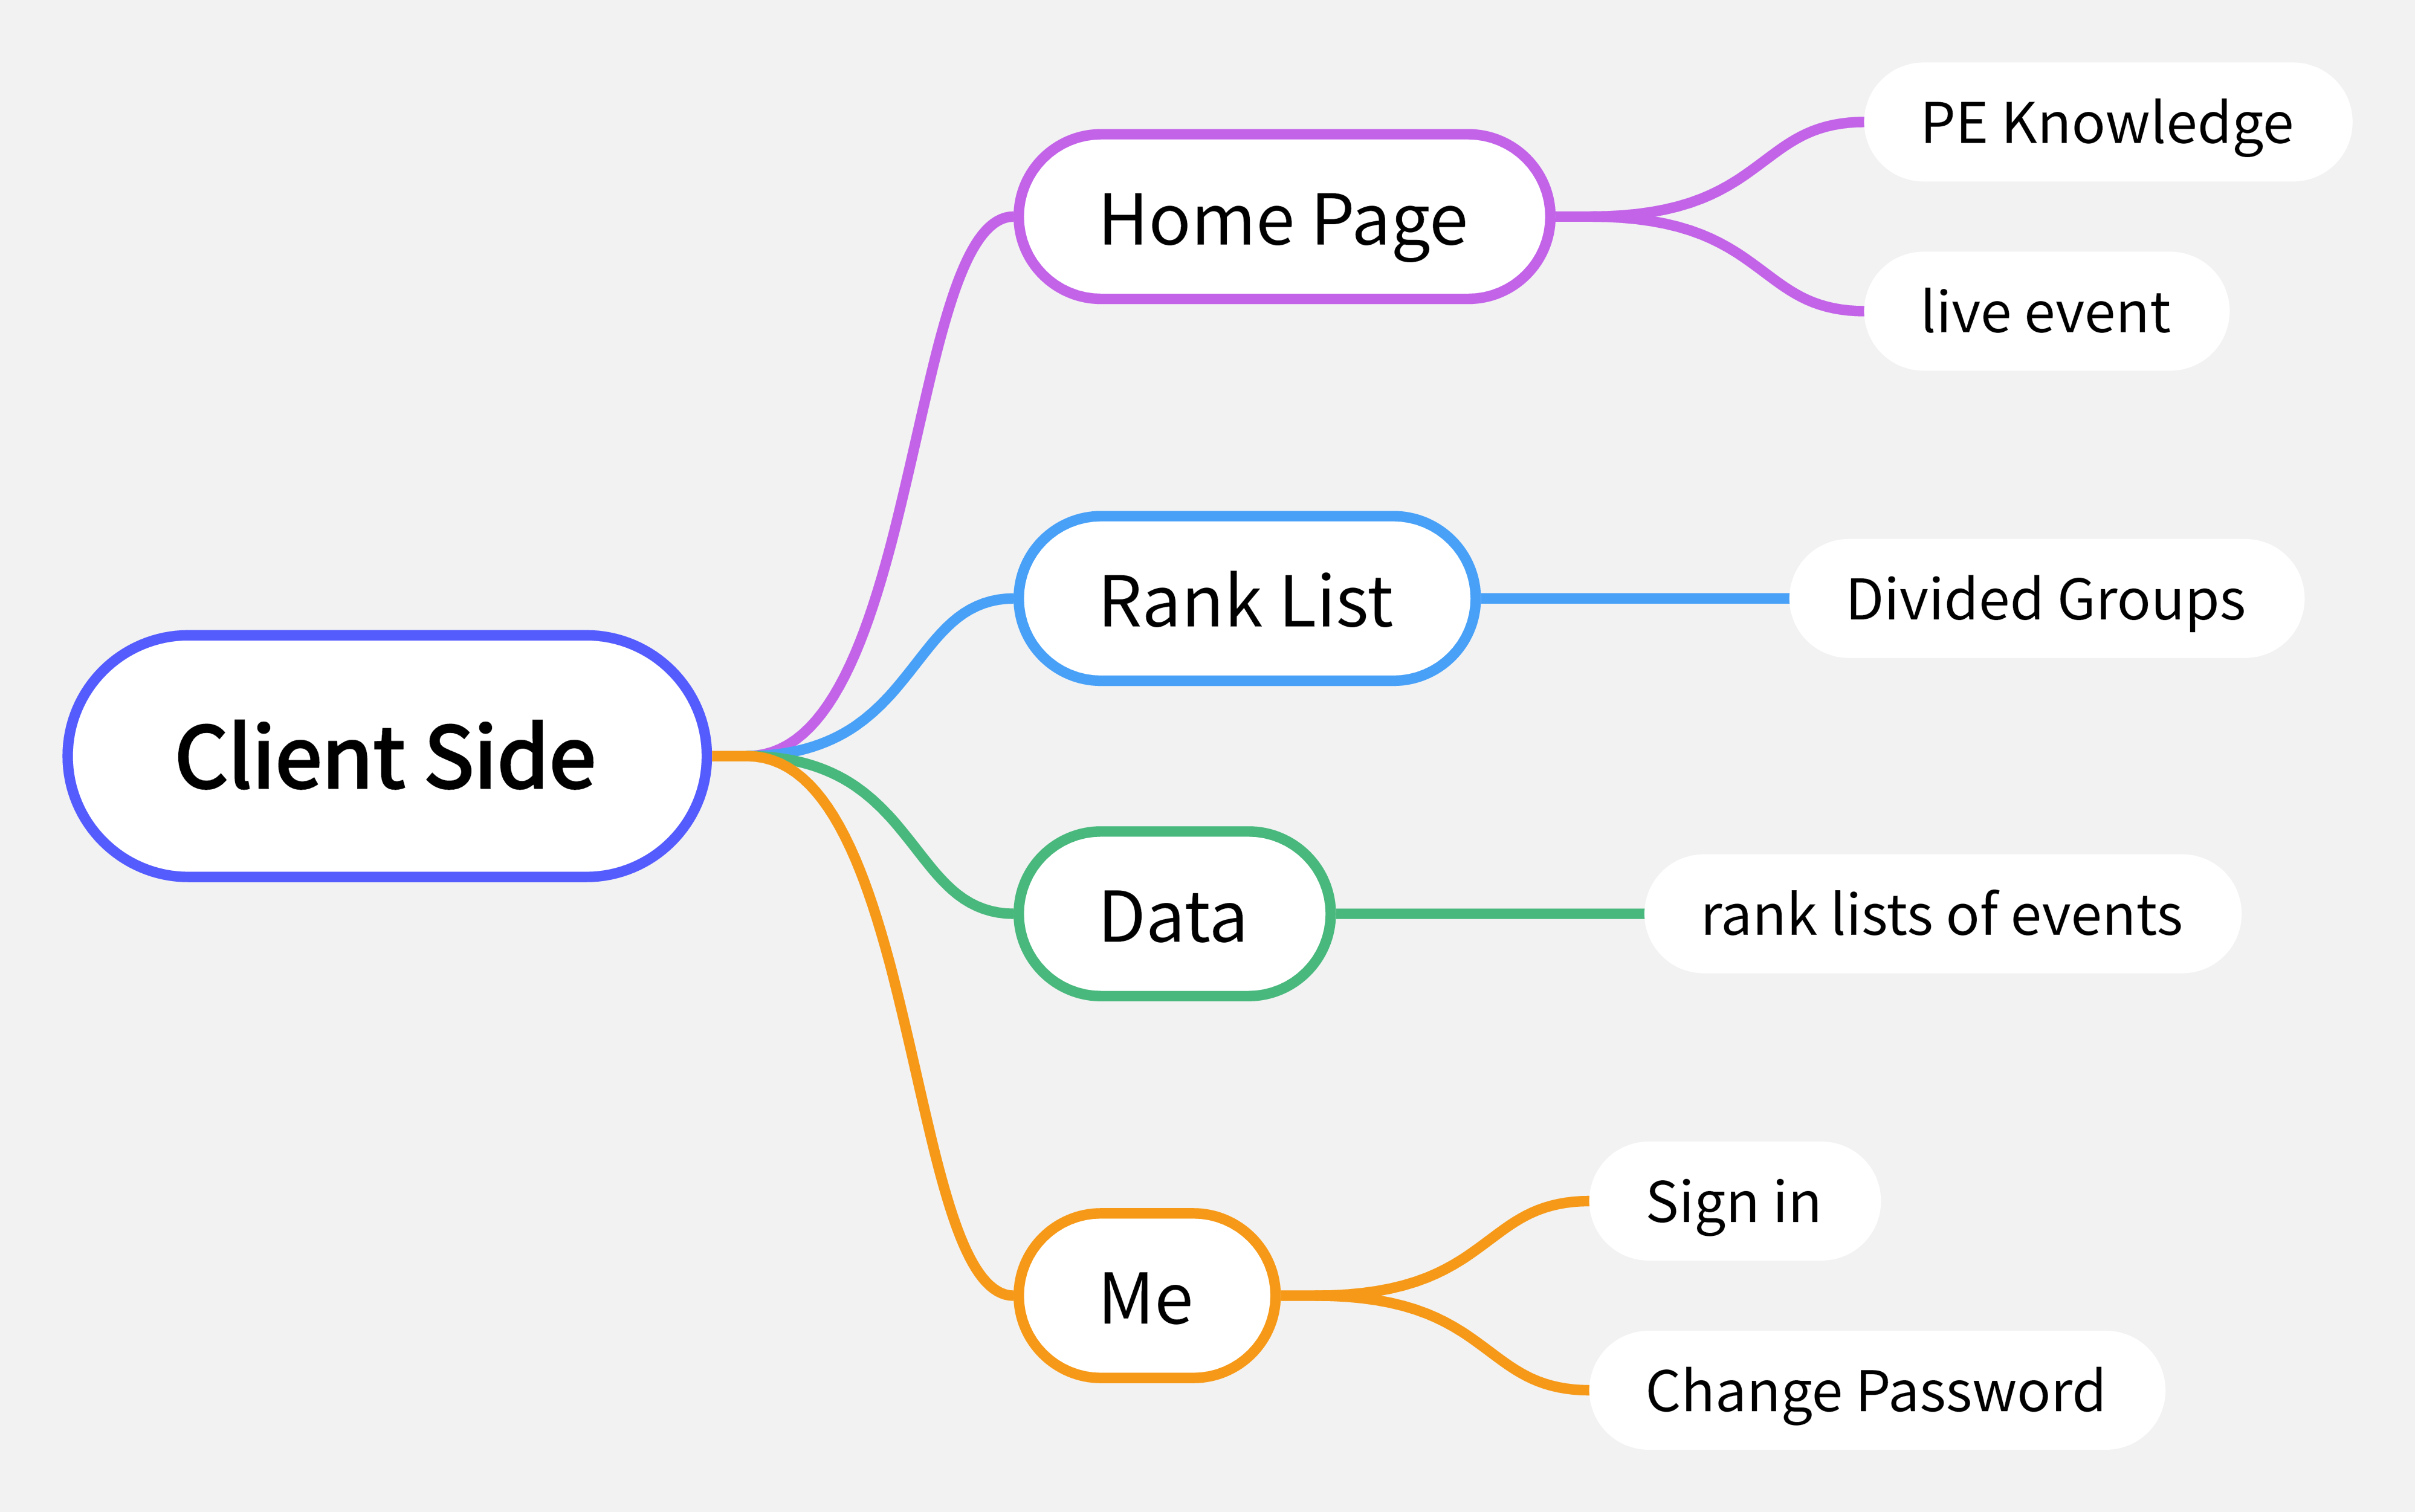 Client Side
Home Page
PE Knowledge
live event
Rank List
Divided Groups
Data
rank lists of events
Me
Sign in
Change Password